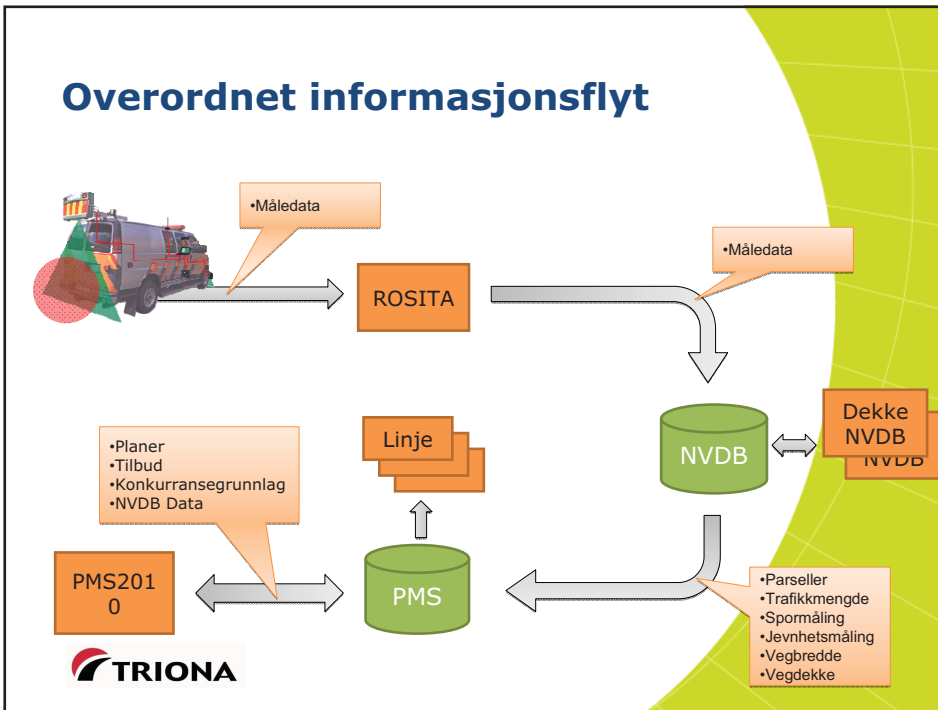 Overordnet informasjonsflyt
•Måledata
•Måledata
ROSITA
Dekke
NVDB
NVDB
NVDB
Linje
•Planer
•Tilbud
•Konkurransegrunnlag
•NVDB Data
PMS201
0
PMS
•Parseller
•Trafikkmengde
•Spormåling
•Jevnhetsmåling
•Vegbredde
•Vegdekke
TRIONA